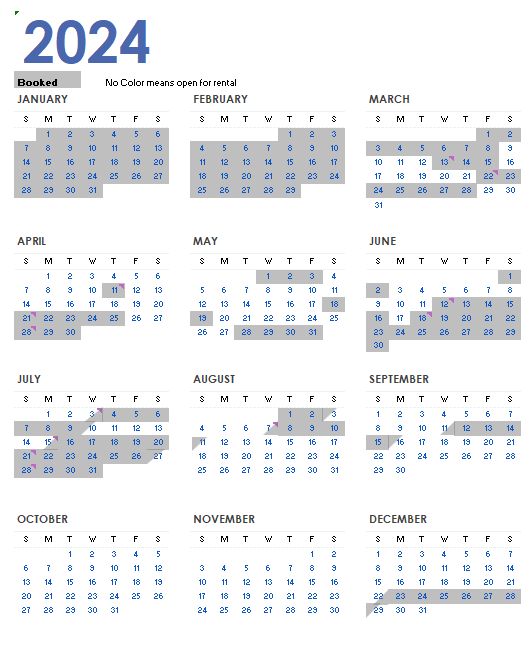 2024
Booked No Color means open for rental
JANUARY FEBRUARY MARCH
S M T W T F S S M T W T F S S M T W T F S
1 2 3 4 5 6 1 2 3 1 2
7 8 9 10 11 12 13 4 5 6 7 8 9 10 3 4 5 6 7 8 9
14 15 16 17 18 19 20 11 12 13 14 15 16 17 10 11 12 13 14 15 16
21 22 23 24 25 26 27 18 19 20 21 22 23 24 17 18 19 20 21 22 23
28 29 30 31 25 26 27 28 29 24 25 26 27 28 29 30
31
APRIL MAY JUNE
S M T W T F S S M T W T F S S M T W T F S
1 2 3 4 5 6 1 2 3 4 1
7 8 9 10 11 12 13 5 6 7 8 9 10 11 2 3 4 5 6 7 8
14 15 16 17 18 19 20 12 13 14 15 16 17 18 9 10 11 12 13 14 15
21 22 23 24 25 26 27 19 20 21 22 23 24 25 16 17 18 19 20 21 22
28 29 30 26 27 28 29 30 31 23 24 25 26 27 28 29
30
JULY AUGUST SEPTEMBER
S M T W T F S S M T W T F S S M T W T F S
1 2 3 4 5 6 1 2 3 1 2 3 4 5 6 7
7 8 9 10 11 12 13 4 5 6 7 8 9 10 8 9 10 11 12 13 14
14 15 16 17 18 19 20 11 12 13 14 15 16 17 15 16 17 18 19 20 21
21 22 23 24 25 26 27 18 19 20 21 22 23 24 22 23 24 25 26 27 28
28 29 30 31 25 26 27 28 29 30 31 29 30
OCTOBER NOVEMBER DECEMBER
S M T W T F S S M T W T F S S M T W T F S
1 2 3 4 5 1 2 1 2 3 4 5 6 7
6 7 8 9 10 11 12 3 4 5 6 7 8 9 8 9 10 11 12 13 14
13 14 15 16 17 18 19 10 11 12 13 14 15 16 15 16 17 18 19 20 21
20 21 22 23 24 25 26 17 18 19 20 21 22 23 22 23 24 25 26 27 28
27 28 29 30 31 24 25 26 27 28 29 30 29 30 31